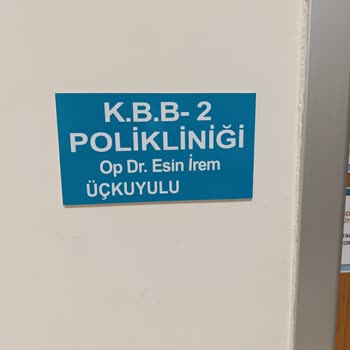 K.B.B- 2
POLİKLİNİĞİ
Op Dr. Esin İrem
ÜÇKUYULU